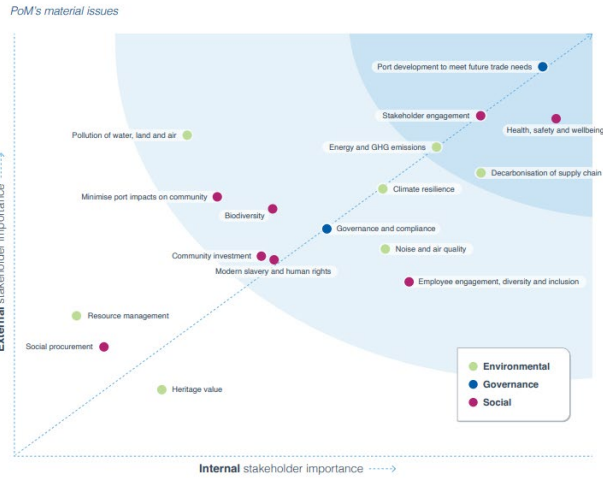 PoM's material issues
Port development to meet future trade needs
Stakeholder engagement
Health, safety and wellbeing
Pollution of water, land and air
Energy and GHG emissions
Decarbonisation of supply chain
Climate resilience
Minimise port impacts on community
Biodiversity
Governance and compliance
Noise and air quality
Community investment
Modern slavery and human rights
Employee engagement, diversity and inclusion
Resource management
Social procurement
Heritage value
Environmental
Governance
Social
External stakeholder importance
Internal stakeholder importance